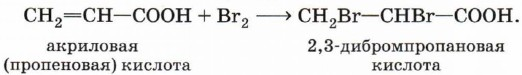 CH₂=CH—COOH + Br₂ ⟶ CH₂Br—CHBr—COOH.
акриловая 2,3-дибромпропановая
(пропеновая) кислота кислота